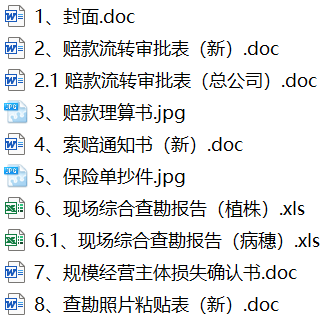 1、封面.doc
2、赔款流转审批表（新）.doc
2.1 赔款流转审批表（总公司）.doc
3、赔款理算书.jpg
4、索赔通知书（新）.doc
5、保险单抄件.jpg
6、现场综合查勘报告（植株）.xls
6.1、现场综合查勘报告（病穗）.xls
7、规模经营主体损失确认书.doc
8、查勘照片粘贴表（新）.doc